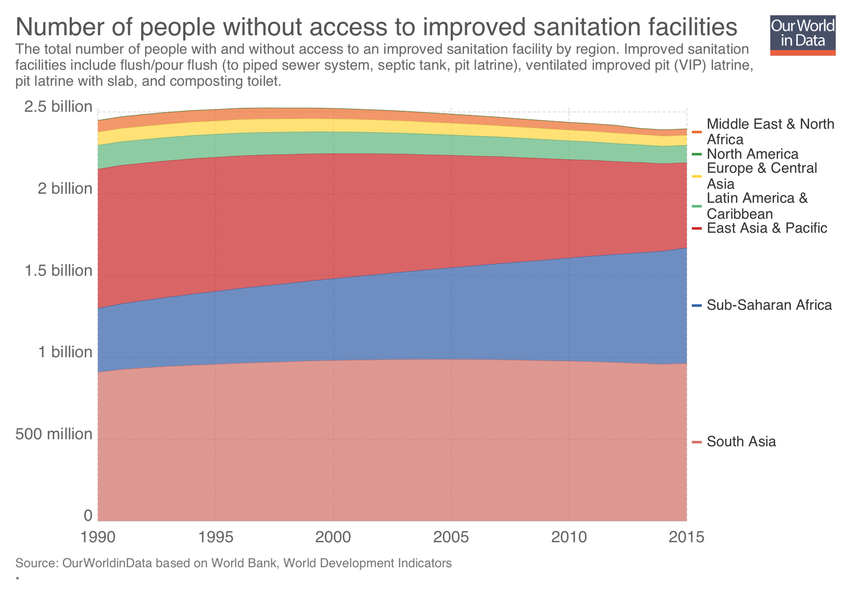 Number of people without access to improved sanitation facilities
Our World
in Data
The total number of people with and without access to an improved sanitation facility by region. Improved sanitation
facilities include flush/pour flush (to piped sewer system, septic tank, pit latrine), ventilated improved pit (VIP) latrine,
pit latrine with slab, and composting toilet.
2.5 billion
2 billion
1.5 billion
1 billion
500 million
0
1990
1995
2000
2005
2010
2015
Middle East & North
Africa
North America
Europe & Central
Asia
Latin America &
Caribbean
East Asia & Pacific
Sub-Saharan Africa
South Asia
Source: OurWorldinData based on World Bank, World Development Indicators